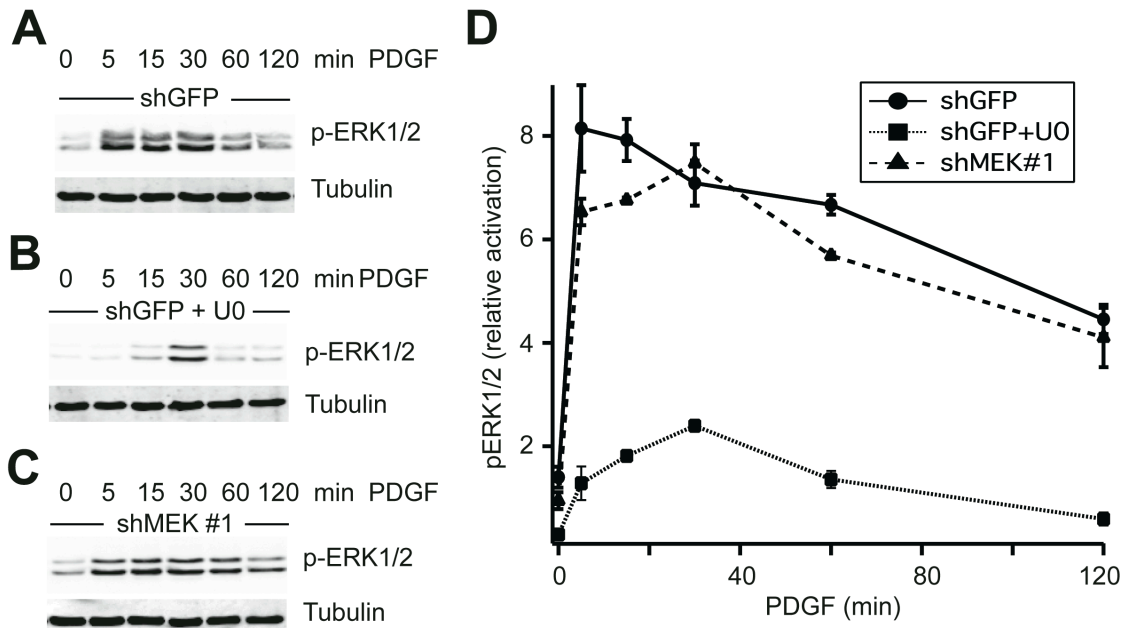 A
0 5 15 30 60 120 min PDGF
shGFP
p-ERK1/2
Tubulin
B
0 5 15 30 60 120 min PDGF
shGFP + U0
p-ERK1/2
Tubulin
C
0 5 15 30 60 120 min PDGF
shMEK #1
p-ERK1/2
Tubulin
D
shGFP
shGFP+U0
shMEK#1
8
6
4
2
pERK1/2 (relative activation)
0 40 80 120
PDGF (min)